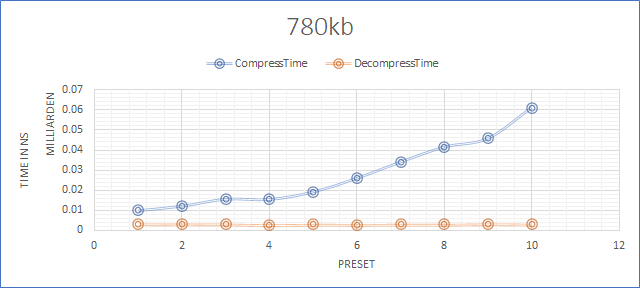 780kb
CompressTime DecompressTime
TIME IN NS
MILLIARDEN
0.07
0.06
0.05
0.04
0.03
0.02
0.01
0
0 2 4 6 8 10 12
PRESET